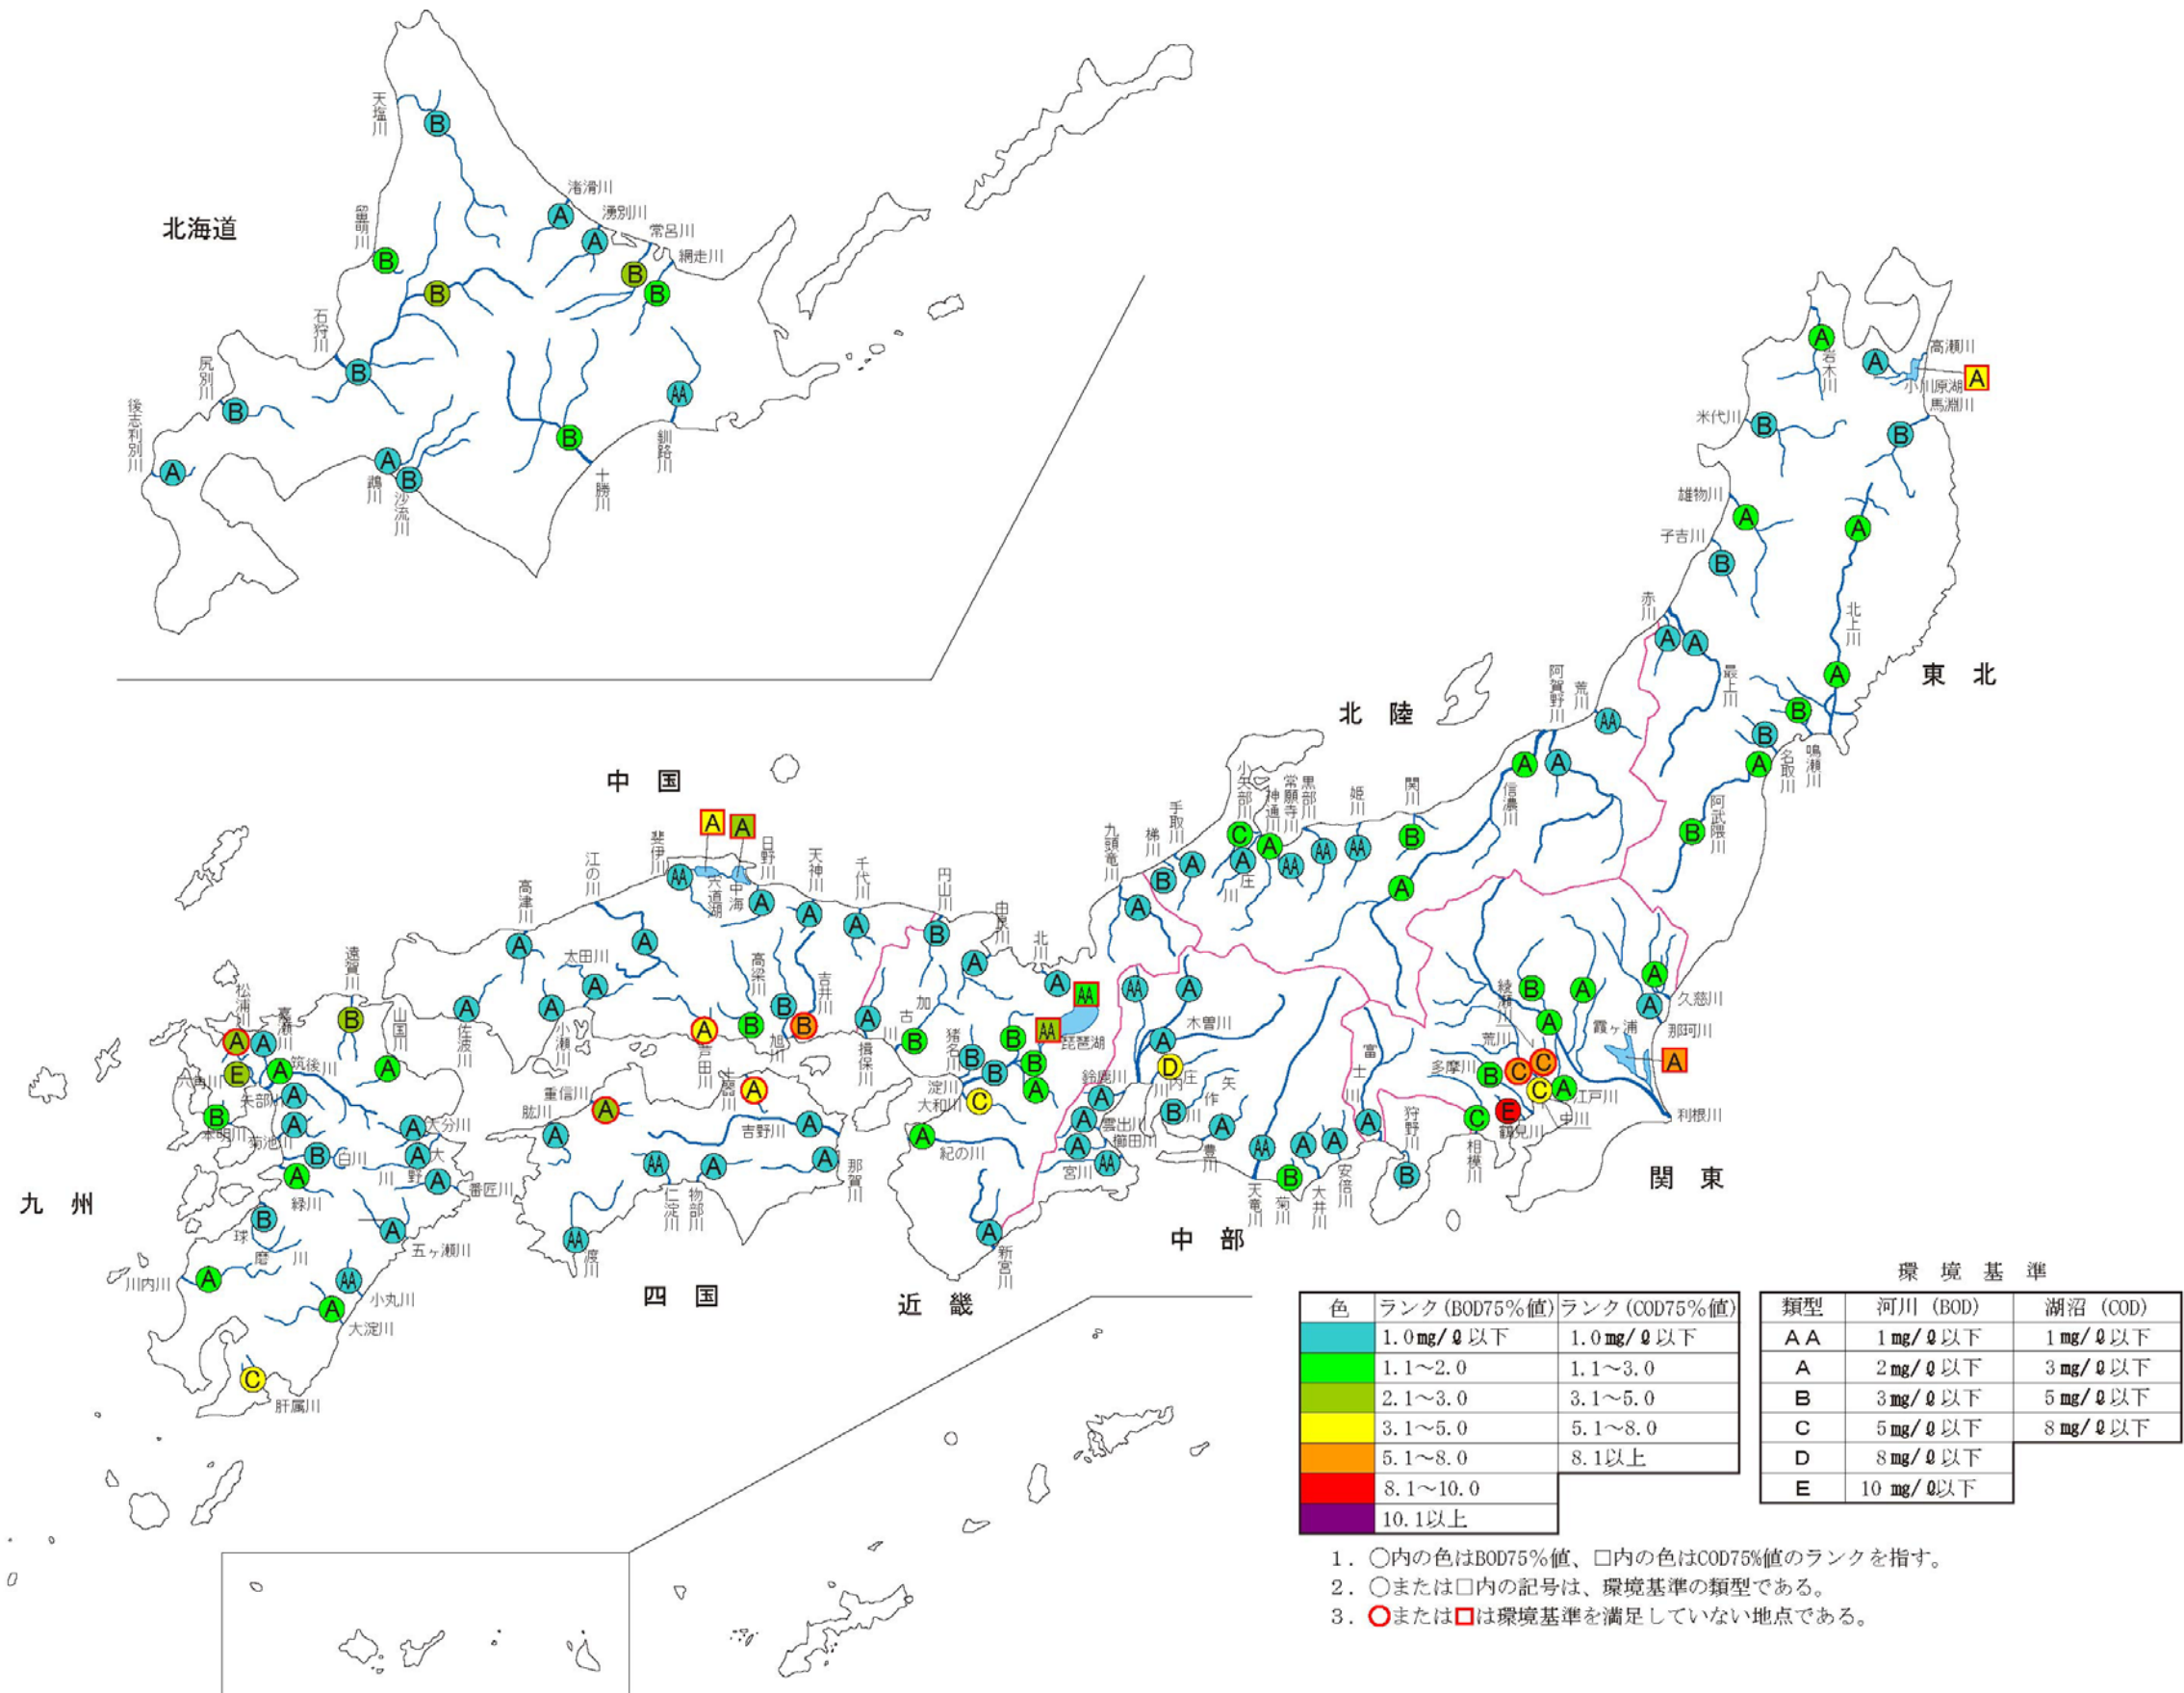 北海道
天塩川
B
渚滑川
A
湧別川
A
常呂川
B
網走川
B
留萌川
B
B
石狩川
B
尻別川
B
後志利別川
A
鵡川
A
沙流川
B
十勝川
B
釧路川
AA
東 北
岩木川
A
高瀬川
A
小川原湖
A
馬淵川
B
米代川
B
雄物川
A
子吉川
B
北上川
A
A
赤川
A
最上川
A
鳴瀬川
B
名取川
B
阿武隈川
A
B
北 陸
荒川
AA
阿賀野川
A
信濃川
A
A
関川
B
姫川
AA
黒部川
AA
常願寺川
AA
神通川
A
庄川
A
小矢部川
C
手取川
A
梯川
B
関 東
久慈川
A
那珂川
A
霞ヶ浦
A
利根川
A
A
B
江戸川
A
中川
C
綾瀬川
C
荒川
C
多摩川
B
鶴見川
E
相模川
C
中 部
狩野川
B
富士川
A
安倍川
A
大井川
A
菊川
B
天竜川
AA
豊川
A
矢作川
B
庄内川
D
木曽川
A
A
AA
鈴鹿川
A
雲出川
A
櫛田川
A
宮川
AA
近 畿
九頭竜川
A
北川
A
由良川
A
円山川
B
琵琶湖
AA
AA
淀川
B
B
B
A
猪名川
B
大和川
C
加古川
B
揖保川
A
紀の川
A
新宮川
A
中 国
千代川
A
天神川
A
日野川
A
中海
A
宍道湖
A
斐伊川
AA
江の川
A
高津川
A
吉井川
B
旭川
B
高梁川
B
芦田川
A
太田川
A
小瀬川
A
佐波川
A
四 国
土器川
A
重信川
A
肱川
A
吉野川
A
那賀川
A
物部川
A
仁淀川
AA
渡川
AA
九 州
遠賀川
B
山国川
A
松浦川
A
嘉瀬川
A
筑後川
A
六角川
E
矢部川
A
本明川
B
菊池川
A
白川
B
緑川
A
大分川
A
大野川
A
番匠川
A
五ヶ瀬川
A
球磨川
B
川内川
A
小丸川
AA
大淀川
A
肝属川
C
色 ランク(BOD75%値) ランク(COD75%値)
1.0㎎/ℓ以下 1.0㎎/ℓ以下
1.1～2.0 1.1～3.0
2.1～3.0 3.1～5.0
3.1～5.0 5.1～8.0
5.1～8.0 8.1以上
8.1～10.0
10.1以上
環 境 基 準
類型 河川 (BOD) 湖沼 (COD)
AA 1㎎/ℓ以下 1㎎/ℓ以下
A 2㎎/ℓ以下 3㎎/ℓ以下
B 3㎎/ℓ以下 5㎎/ℓ以下
C 5㎎/ℓ以下 8㎎/ℓ以下
D 8㎎/ℓ以下
E 10 ㎎/ℓ以下
1．○内の色はBOD75%値、□内の色はCOD75%値のランクを指す。
2．○または□内の記号は、環境基準の類型である。
3．○または□は環境基準を満足していない地点である。